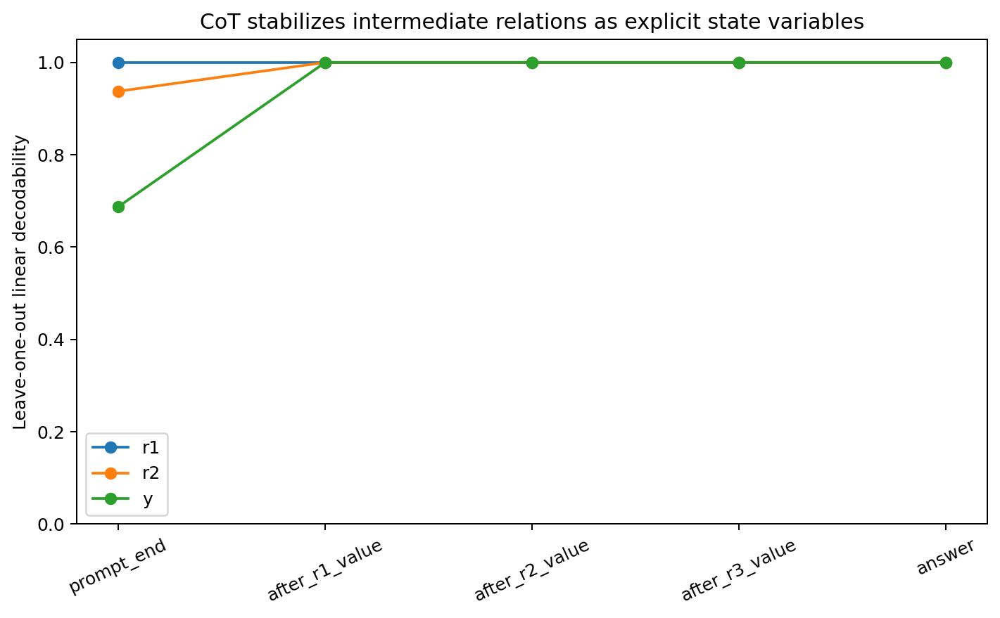 CoT stabilizes intermediate relations as explicit state variables
Leave-one-out linear decodability
1.0
0.8
0.6
0.4
0.2
0.0
r1
r2
y
prompt_end
after_r1_value
after_r2_value
after_r3_value
answer